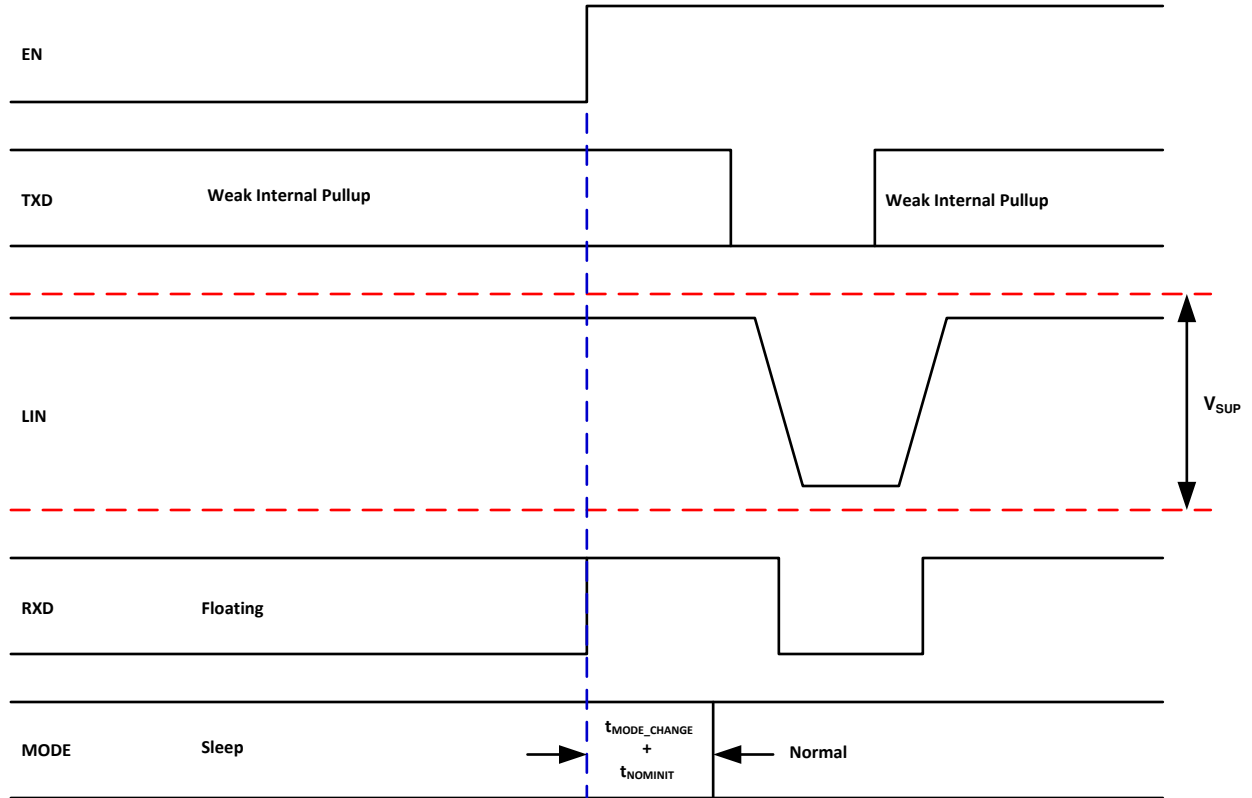 EN
TXD
Weak Internal Pullup
Weak Internal Pullup
LIN
VSUP
RXD
Floating
MODE
Sleep
tMODE_CHANGE
+
tNOMINIT
Normal